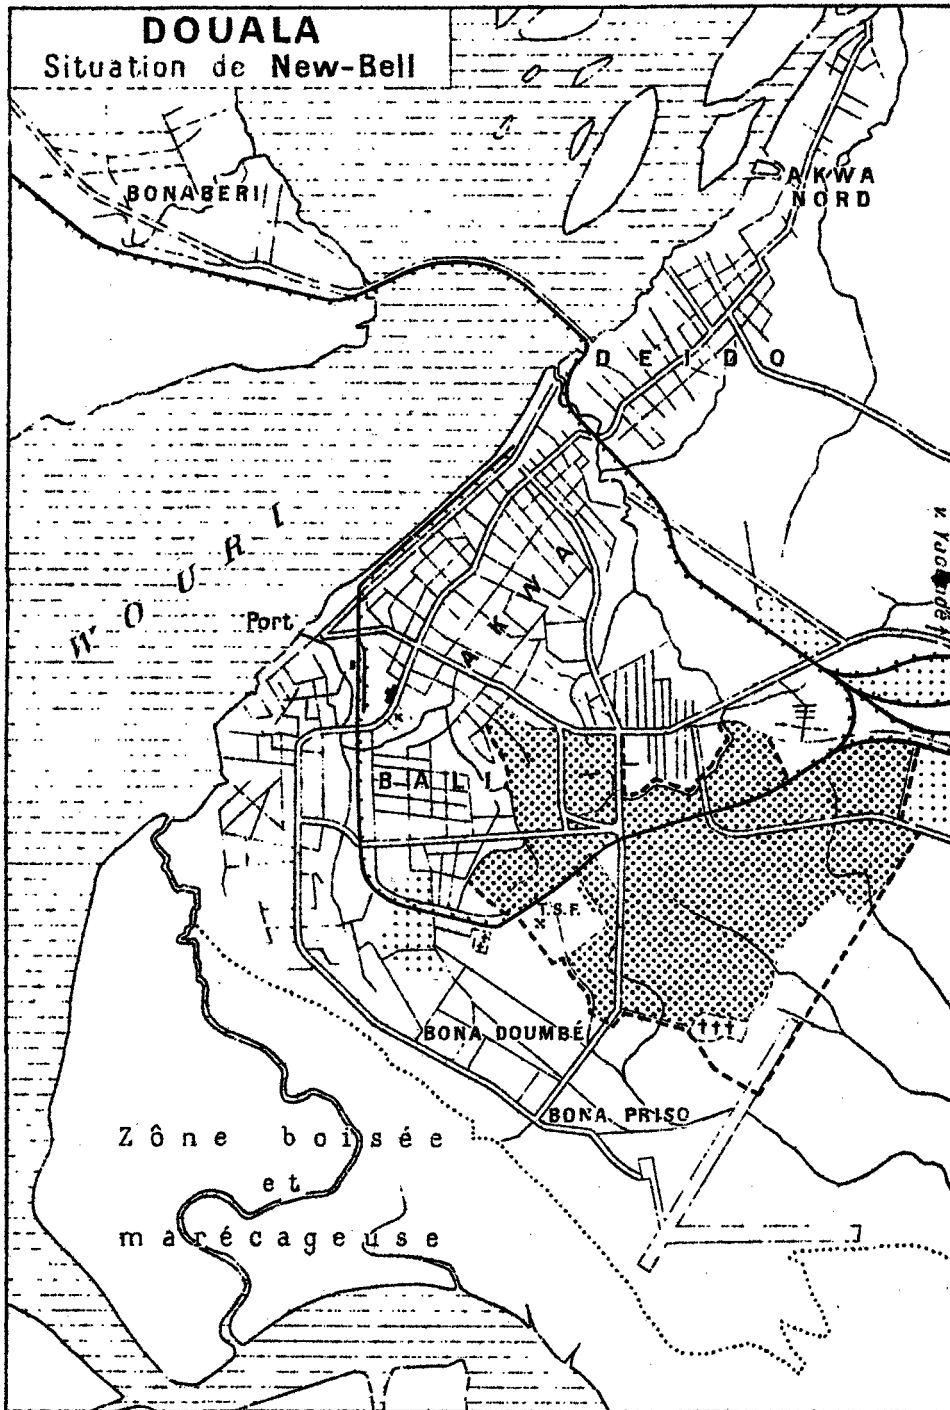 DOUALA
Situation de New-Bell
BONABERI
AKWA
NORD
DEIDO
WOURI
AKWA
Port
BALI
T.S.F.
BONA DOUMBÉ
BONA PRISO
Zône boisée
et
marécageuse